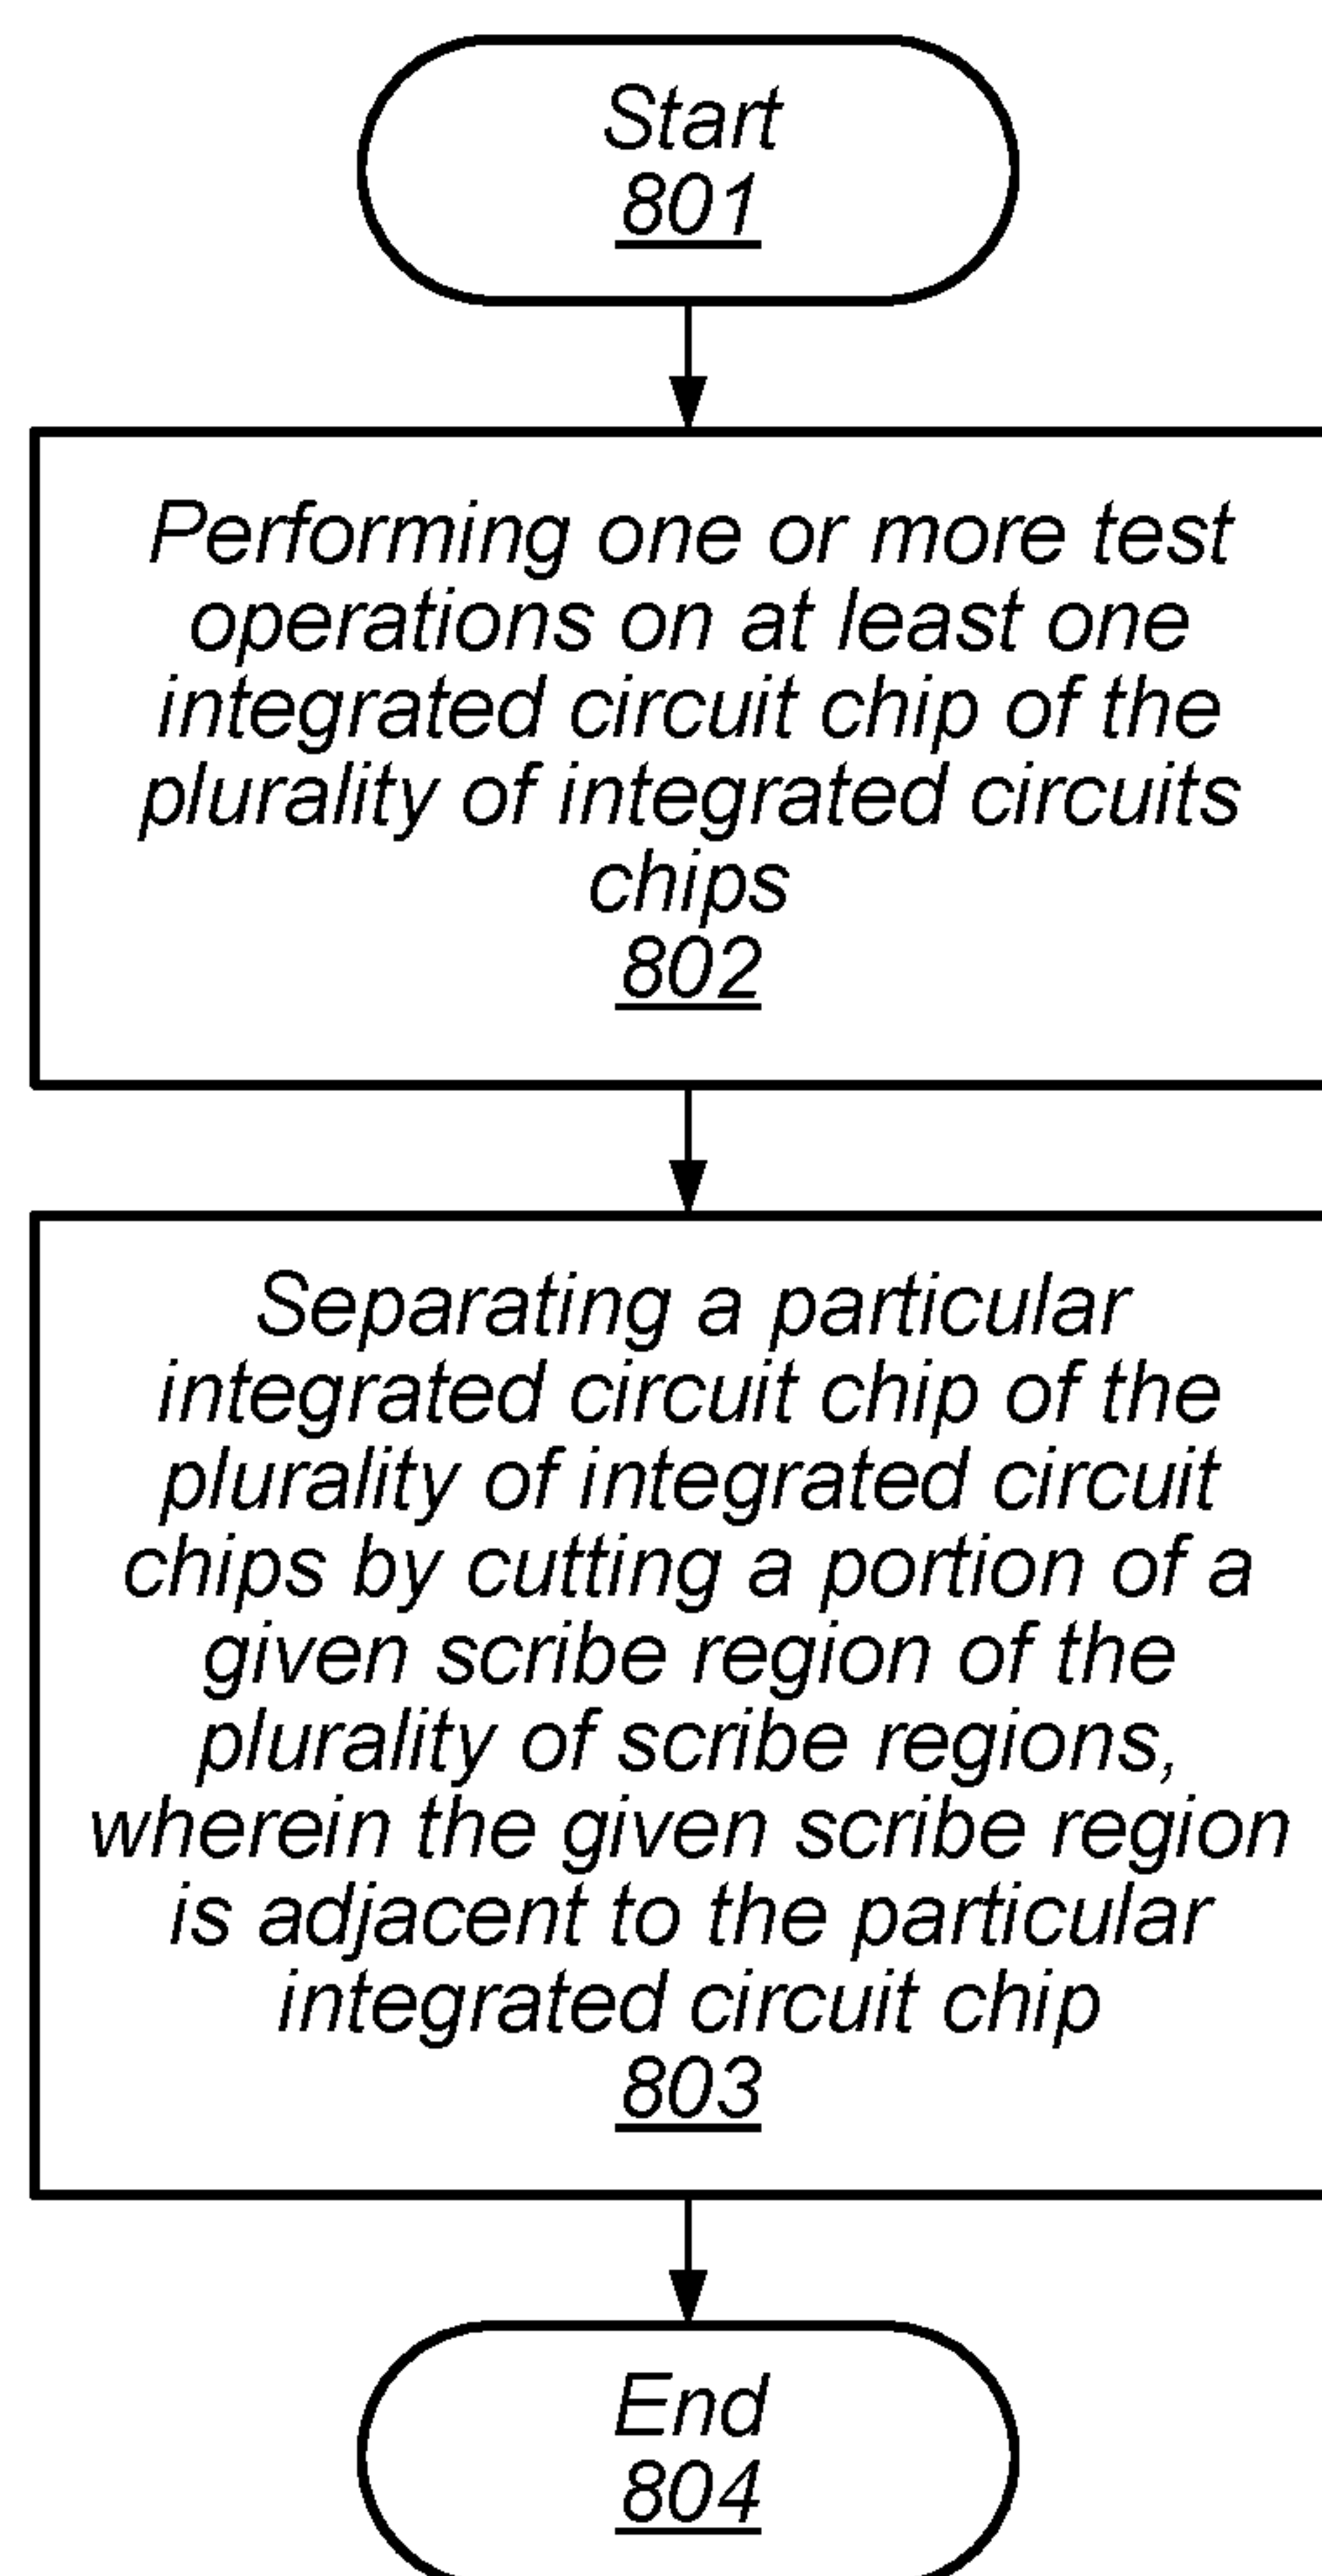 Start
801
Performing one or more test
operations on at least one
integrated circuit chip of the
plurality of integrated circuits
chips
802
Separating a particular
integrated circuit chip of the
plurality of integrated circuit
chips by cutting a portion of a
given scribe region of the
plurality of scribe regions,
wherein the given scribe region
is adjacent to the particular
integrated circuit chip
803
End
804